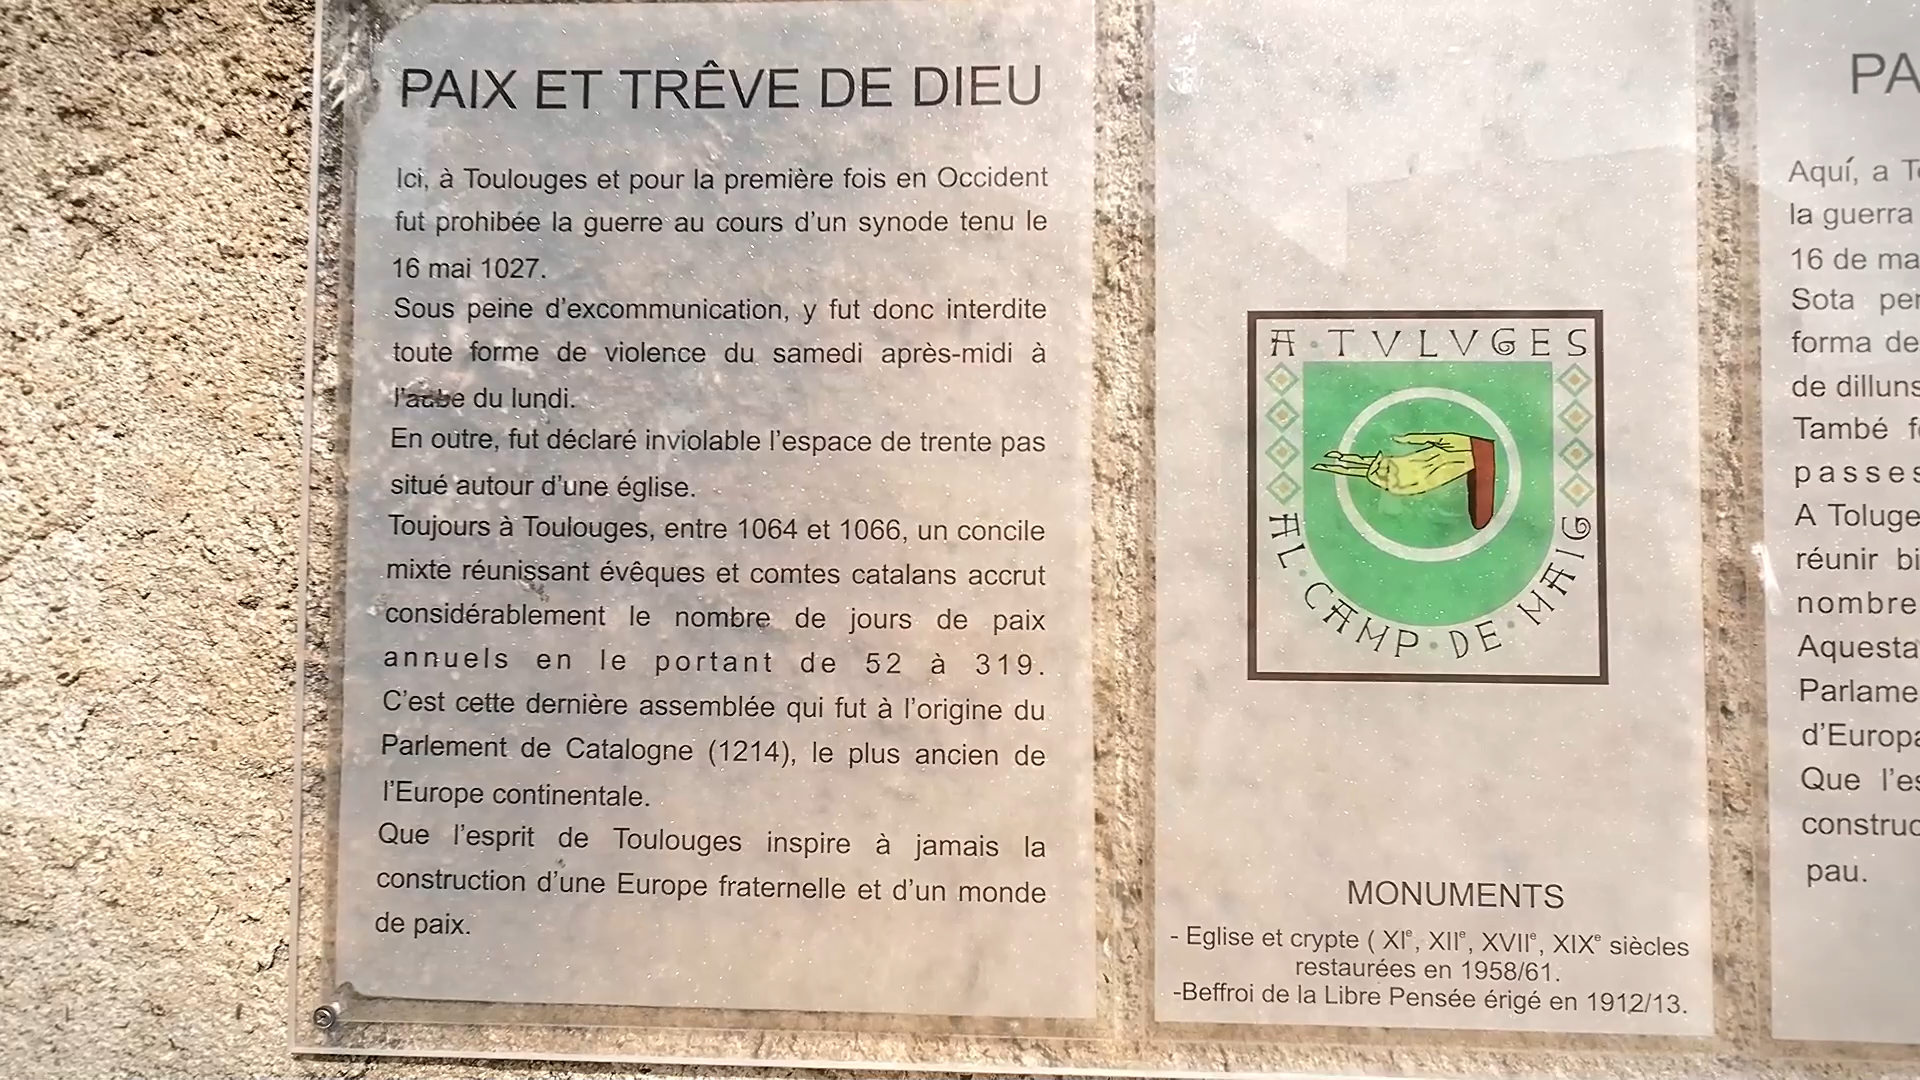 PAIX ET TRÊVE DE DIEU
Ici, à Toulouges et pour la première fois en Occident
fut prohibée la guerre au cours d'un synode tenu le
16 mai 1027.
Sous peine d'excommunication, y fut donc interdite
toute forme de violence du samedi après-midi à
l'aube du lundi.
En outre, fut déclaré inviolable l'espace de trente pas
situé autour d'une église.
Toujours à Toulouges, entre 1064 et 1066, un concile
mixte réunissant évêques et comtes catalans accrut
considérablement le nombre de jours de paix
annuels en le portant de 52 à 319.
C'est cette dernière assemblée qui fut à l'origine du
Parlement de Catalogne (1214), le plus ancien de
l'Europe continentale.
Que l'esprit de Toulouges inspire à jamais la
construction d'une Europe fraternelle et d'un monde
de paix.
A · TVLVGES
AL · CAMP · DE · MAIG
MONUMENTS
- Eglise et crypte ( XIe, XIIe, XVIIe, XIXe siècles
restaurées en 1958/61.
-Beffroi de la Libre Pensée érigé en 1912/13.
PA
Aquí, a T
la guerra
16 de ma
Sota per
forma de
de dilluns
També f
passes
A Toluge
réunir bi
nombre
Aquesta
Parlame
d'Europa
Que l'es
construc
pau.